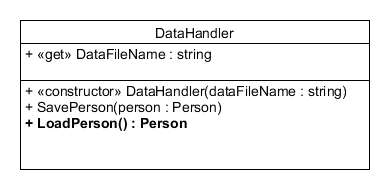 DataHandler
+ «get» DataFileName : string
+ «constructor» DataHandler(dataFileName : string)
+ SavePerson(person : Person)
+ LoadPerson() : Person